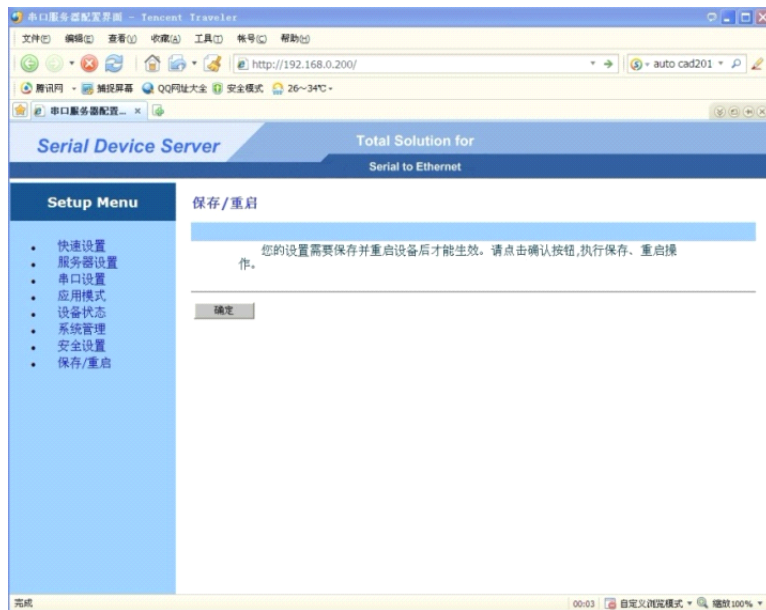 串口服务器配置界面 - Tencent Traveler
文件(F) 编辑(E) 查看(V) 收藏(A) 工具(T) 帐号(G) 帮助(H)
http://192.168.0.200/ auto cad201
腾讯网 捕捉屏幕 QQ网址大全 安全模式 26~34℃
串口服务器配置… ×
Serial Device Server
Total Solution for
Serial to Ethernet
Setup Menu
快速设置
服务器设置
串口设置
应用模式
设备状态
系统管理
安全设置
保存/重启
保存/重启
您的设置需要保存并重启设备后才能生效。请点击确认按钮,执行保存、重启操
作。
确定
完成 00:03 自定义浏览模式 缩放100%